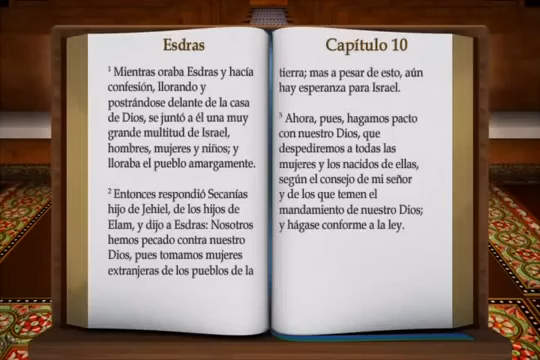 Esdras
¹ Mientras oraba Esdras y hacía
confesión, llorando y
postrándose delante de la casa
de Dios, se juntó a él una muy
grande multitud de Israel,
hombres, mujeres y niños; y
lloraba el pueblo amargamente.
² Entonces respondió Secanías
hijo de Jehiel, de los hijos de
Elam, y dijo a Esdras: Nosotros
hemos pecado contra nuestro
Dios, pues tomamos mujeres
extranjeras de los pueblos de la
Capítulo 10
tierra; mas a pesar de esto, aún
hay esperanza para Israel.
³ Ahora, pues, hagamos pacto
con nuestro Dios, que
despediremos a todas las
mujeres y los nacidos de ellas,
según el consejo de mi señor
y de los que temen el
mandamiento de nuestro Dios;
y hágase conforme a la ley.